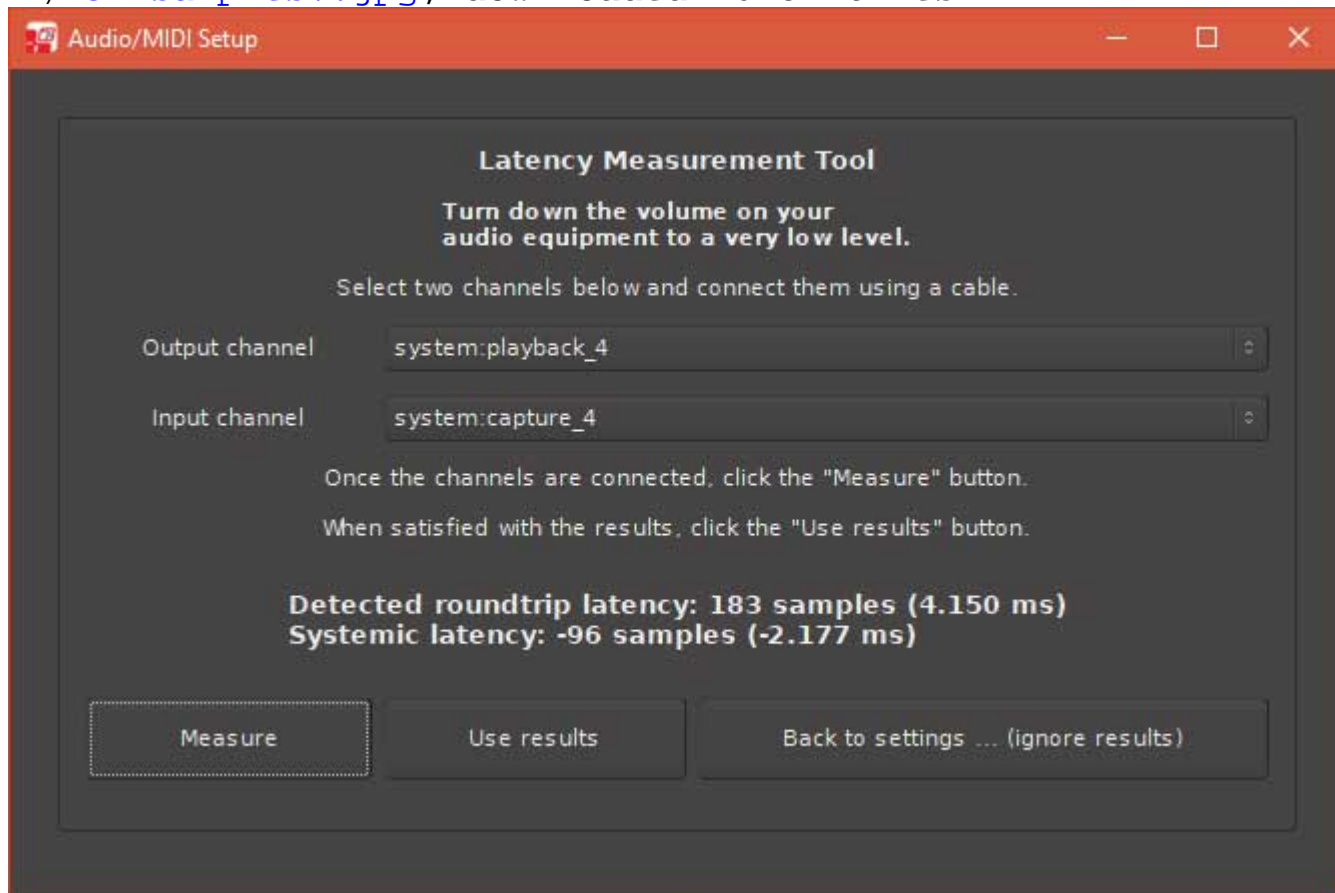 Audio/MIDI Setup
Latency Measurement Tool
Turn down the volume on your
audio equipment to a very low level.
Select two channels below and connect them using a cable.
Output channel system:playback_4
Input channel system:capture_4
Once the channels are connected, click the "Measure" button.
When satisfied with the results, click the "Use results" button.
Detected roundtrip latency: 183 samples (4.150 ms)
Systemic latency: -96 samples (-2.177 ms)
Measure Use results Back to settings ... (ignore results)